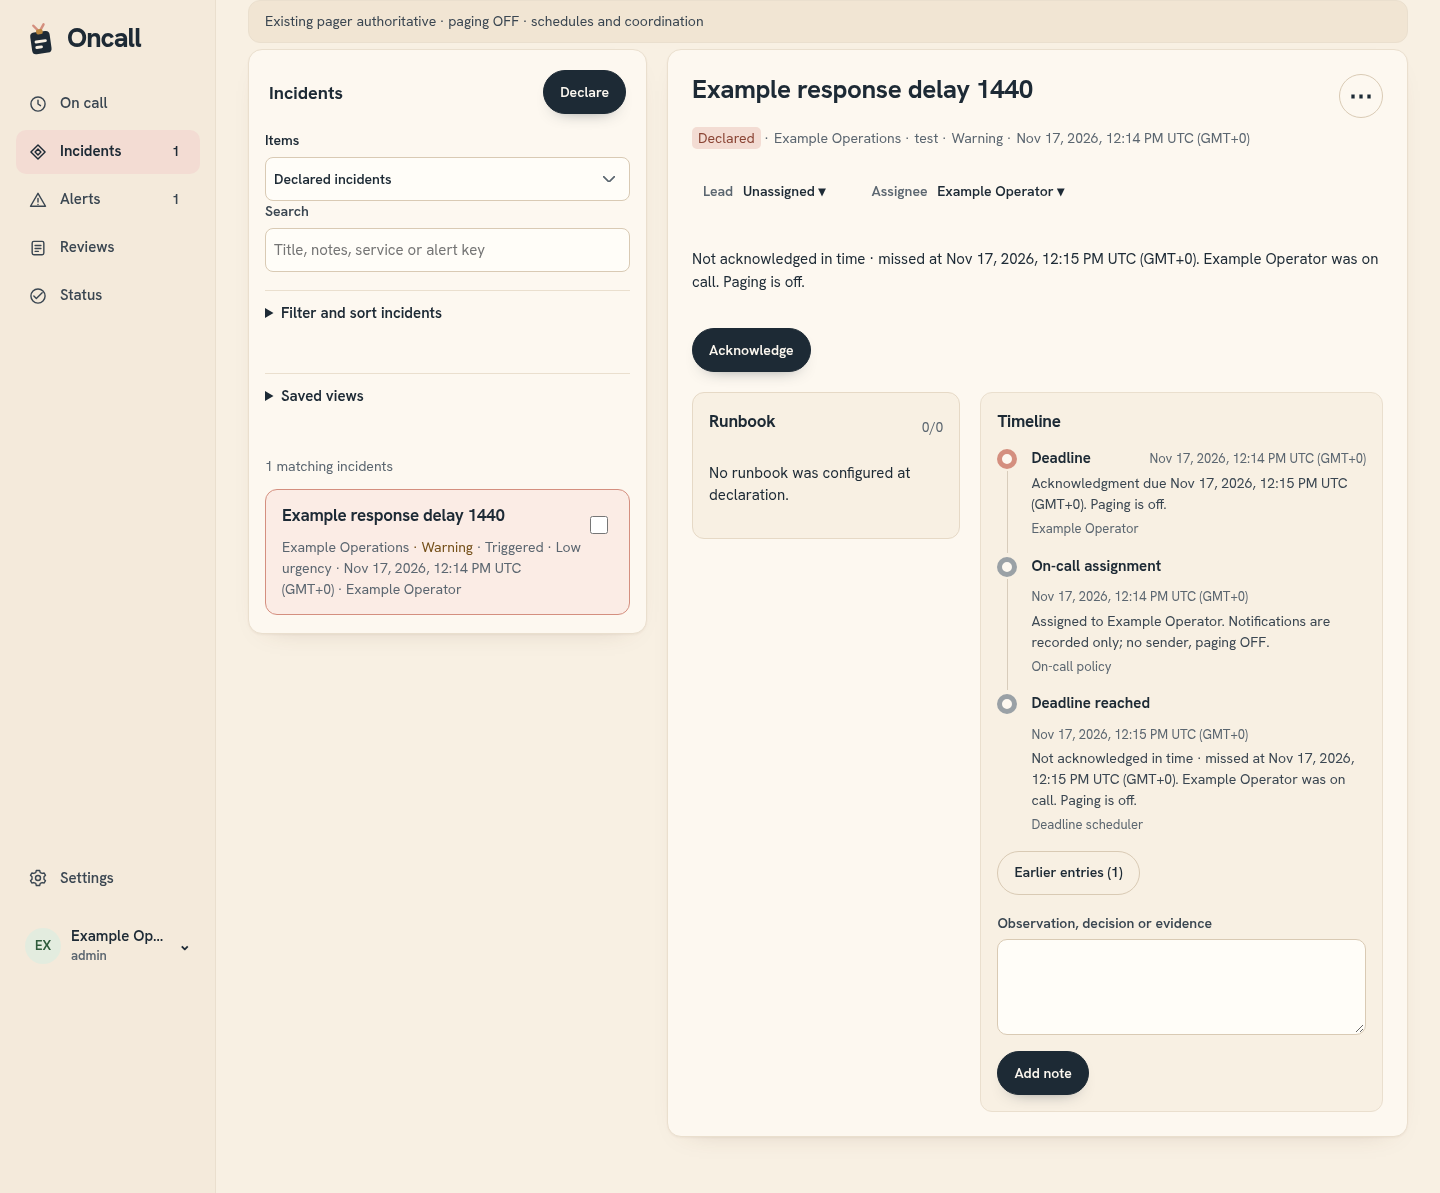 Oncall
On call
Incidents 1
Alerts 1
Reviews
Status
Settings
EX
Example Op...
admin
Existing pager authoritative · paging OFF · schedules and coordination
Incidents
Declare
Items
Declared incidents
Search
Title, notes, service or alert key
Filter and sort incidents
Saved views
1 matching incidents
Example response delay 1440
Example Operations · Warning · Triggered · Low
urgency · Nov 17, 2026, 12:14 PM UTC
(GMT+0) · Example Operator
Example response delay 1440
Declared · Example Operations · test · Warning · Nov 17, 2026, 12:14 PM UTC (GMT+0)
Lead Unassigned ▾ Assignee Example Operator ▾
Not acknowledged in time · missed at Nov 17, 2026, 12:15 PM UTC (GMT+0). Example Operator was on
call. Paging is off.
Acknowledge
Runbook 0/0
No runbook was configured at
declaration.
Timeline
Deadline Nov 17, 2026, 12:14 PM UTC (GMT+0)
Acknowledgment due Nov 17, 2026, 12:15 PM UTC
(GMT+0). Paging is off.
Example Operator
On-call assignment
Nov 17, 2026, 12:14 PM UTC (GMT+0)
Assigned to Example Operator. Notifications are
recorded only; no sender, paging OFF.
On-call policy
Deadline reached
Nov 17, 2026, 12:15 PM UTC (GMT+0)
Not acknowledged in time · missed at Nov 17, 2026,
12:15 PM UTC (GMT+0). Example Operator was on
call. Paging is off.
Deadline scheduler
Earlier entries (1)
Observation, decision or evidence
Add note